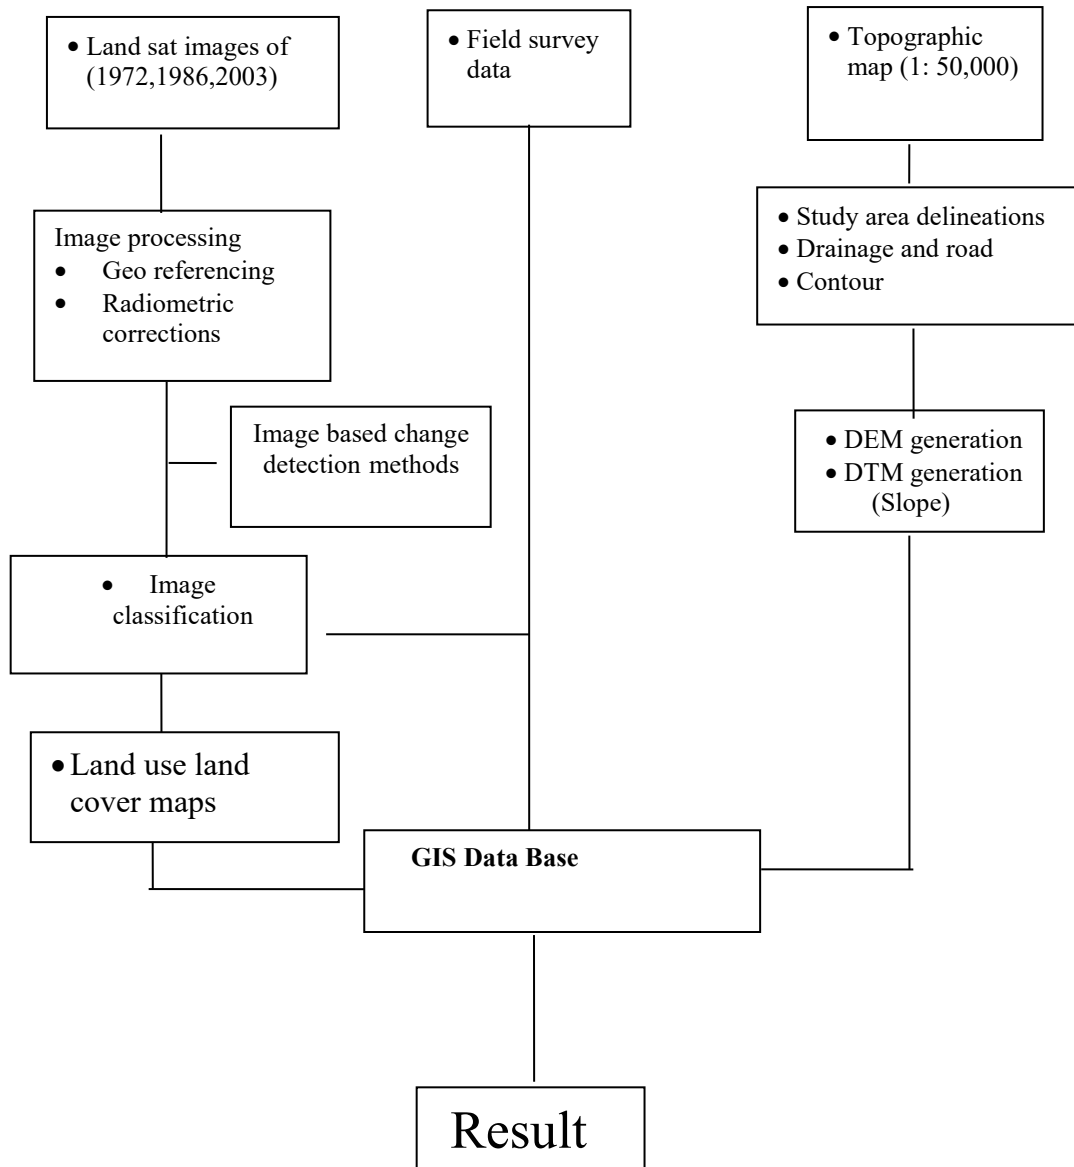 • Land sat images of
(1972,1986,2003)
• Field survey
data
• Topographic
map (1: 50,000)
Image processing
• Geo referencing
• Radiometric
corrections
• Study area delineations
• Drainage and road
• Contour
Image based change
detection methods
• DEM generation
• DTM generation
(Slope)
• Image
classification
• Land use land
cover maps
GIS Data Base
Result